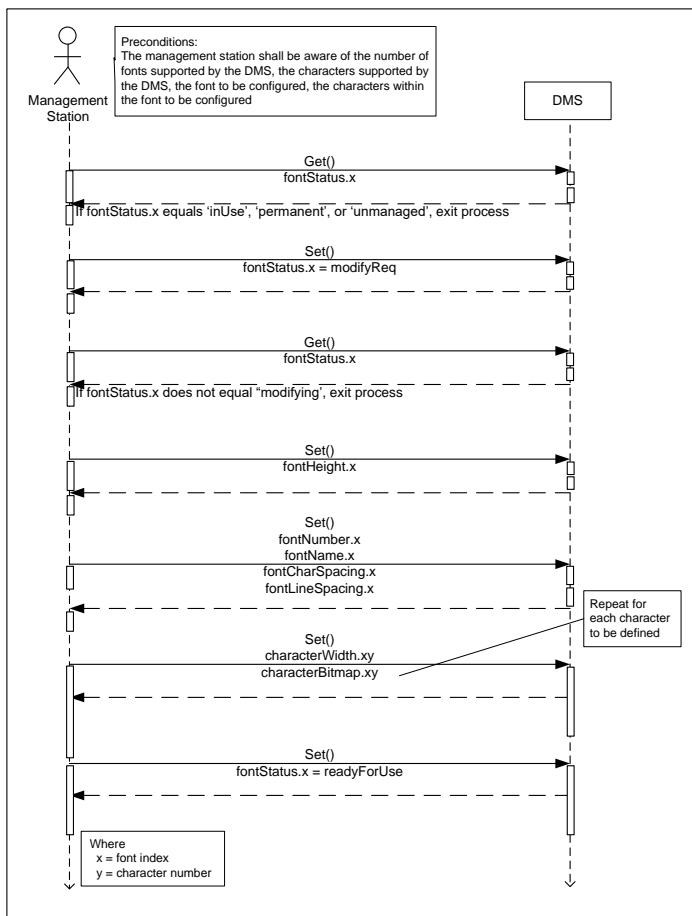 Preconditions:
The management station shall be aware of the number of
fonts supported by the DMS, the characters supported by
the DMS, the font to be configured, the characters within
the font to be configured
Management
Station
DMS
Get()
fontStatus.x
If fontStatus.x equals ‘inUse’, ‘permanent’, or ‘unmanaged’, exit process
Set()
fontStatus.x = modifyReq
Get()
fontStatus.x
If fontStatus.x does not equal “modifying’, exit process
Set()
fontHeight.x
Set()
fontNumber.x
fontName.x
fontCharSpacing.x
fontLineSpacing.x
Repeat for
each character
to be defined
Set()
characterWidth.xy
characterBitmap.xy
Set()
fontStatus.x = readyForUse
Where
x = font index
y = character number